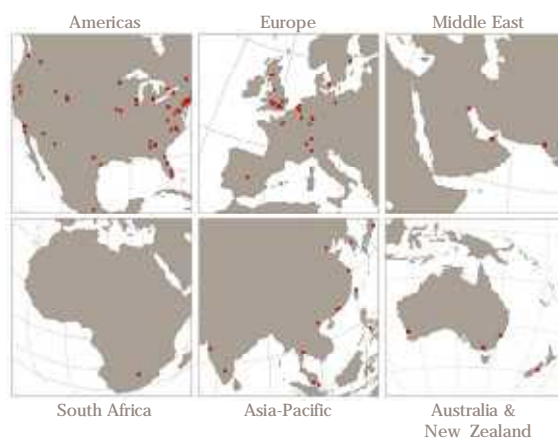 Americas
Europe
Middle East
South Africa
Asia-Pacific
Australia &
New Zealand